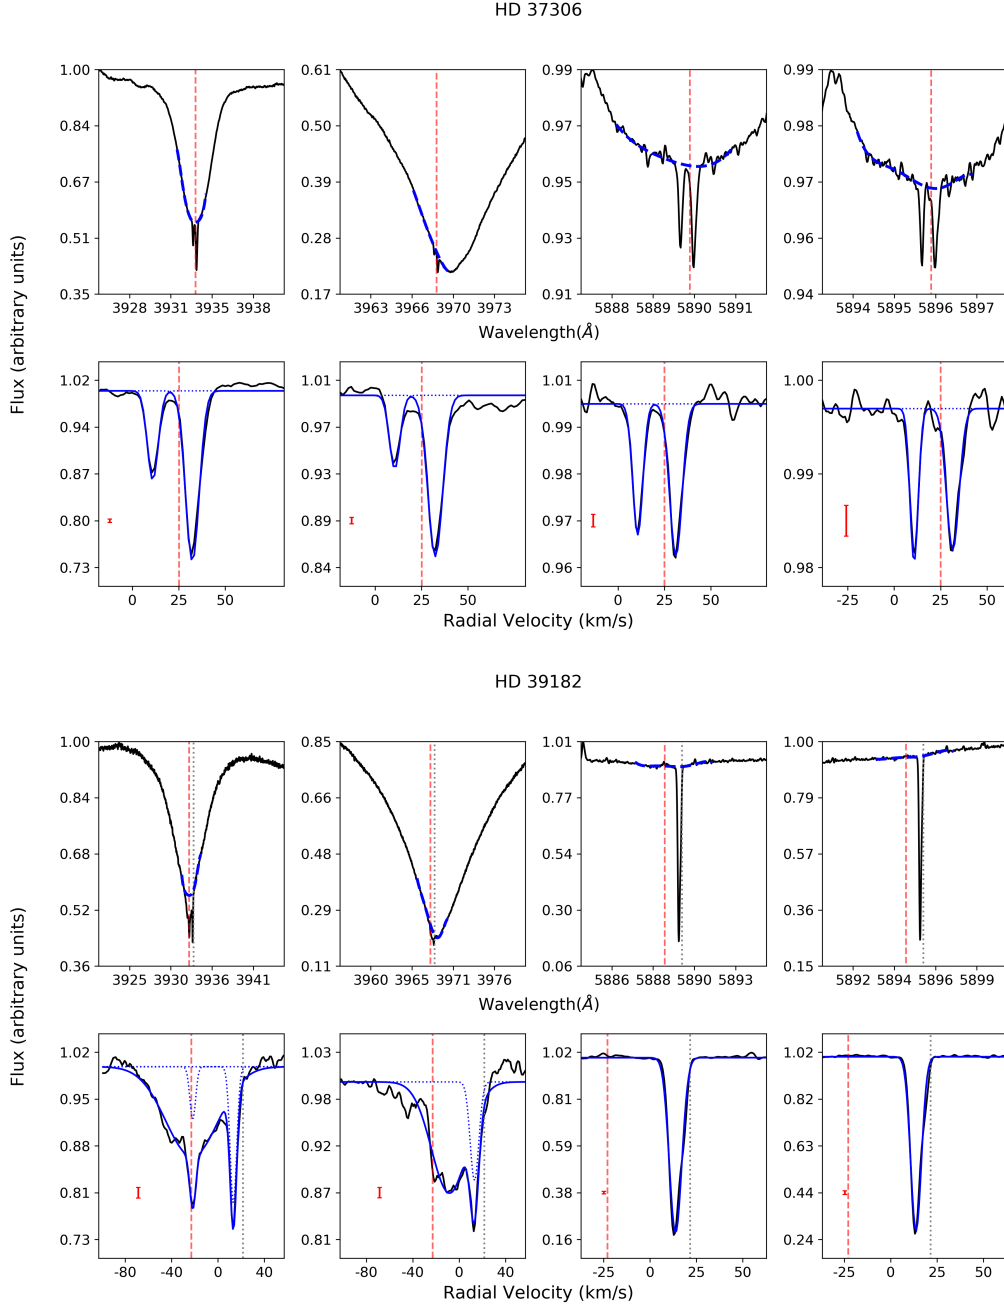 HD 37306
1.00 0.84 0.67 0.51 0.35
3928 3931 3935 3938
0.61 0.50 0.39 0.28 0.17
3963 3966 3970 3973
0.99 0.97 0.95 0.93 0.91
5888 5889 5890 5891
0.99 0.98 0.97 0.96 0.94
5894 5895 5896 5897
Wavelength(Å)
Flux (arbitrary units)
1.02 0.94 0.87 0.80 0.73
0 25 50
1.01 0.97 0.93 0.89 0.84
0 25 50
1.01 0.99 0.98 0.97 0.96
0 25 50
1.00 0.99 0.98
-25 0 25 50
Radial Velocity (km/s)
HD 39182
1.00 0.84 0.68 0.52 0.36
3925 3930 3936 3941
0.85 0.66 0.48 0.29 0.11
3960 3965 3971 3976
1.01 0.77 0.54 0.30 0.06
5886 5888 5890 5893
1.00 0.79 0.57 0.36 0.15
5892 5894 5896 5899
Wavelength(Å)
Flux (arbitrary units)
1.02 0.95 0.88 0.81 0.73
-80 -40 0 40
1.03 0.98 0.92 0.87 0.81
-80 -40 0 40
1.02 0.81 0.59 0.38 0.16
-25 0 25 50
1.02 0.82 0.63 0.44 0.24
-25 0 25 50
Radial Velocity (km/s)